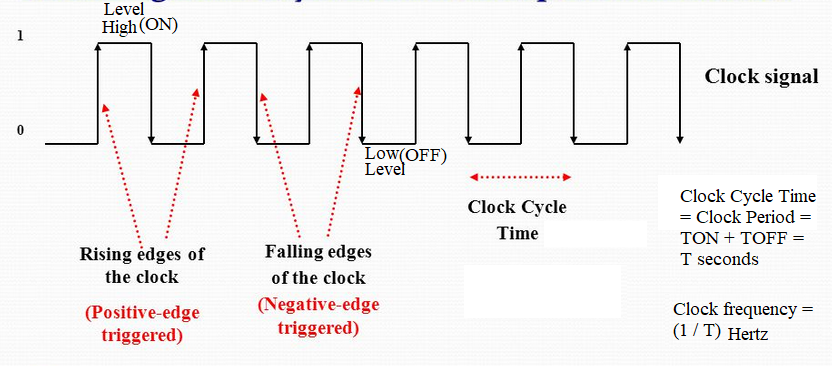 Level
High (ON)
1
Clock signal
0
Low (OFF)
Level
Clock Cycle
Time
Clock Cycle Time
= Clock Period =
TON + TOFF =
T seconds
Rising edges of
the clock
(Positive-edge
triggered)
Falling edges
of the clock
(Negative-edge
triggered)
Clock frequency =
(1 / T) Hertz